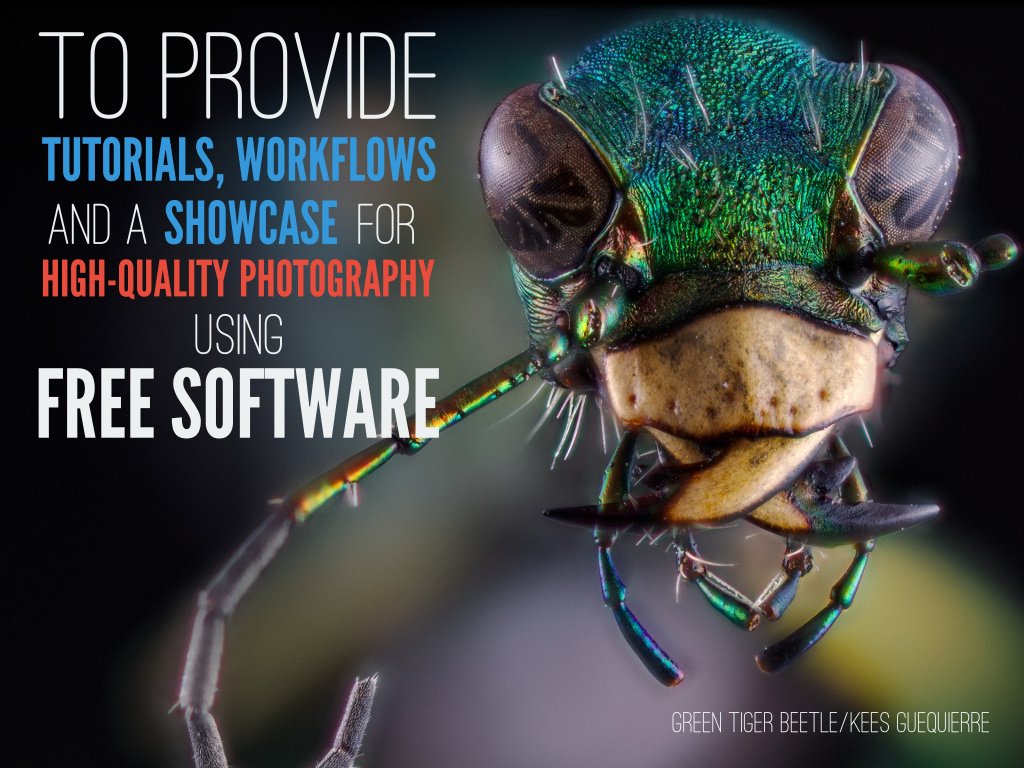 TO PROVIDE
TUTORIALS, WORKFLOWS
AND A SHOWCASE FOR
HIGH-QUALITY PHOTOGRAPHY
USING
FREE SOFTWARE
GREEN TIGER BEETLE/KEES GUEQUIERRE